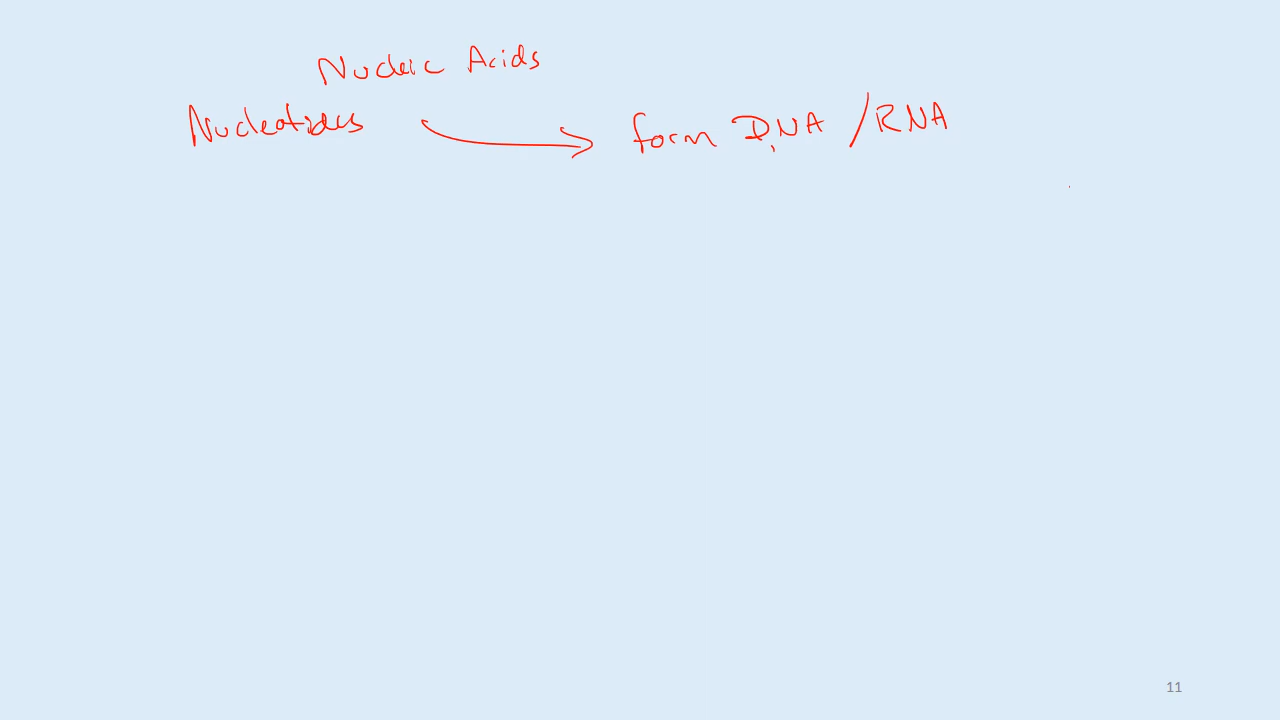 Nucleic Acids
Nucleotides → form DNA / RNA
11